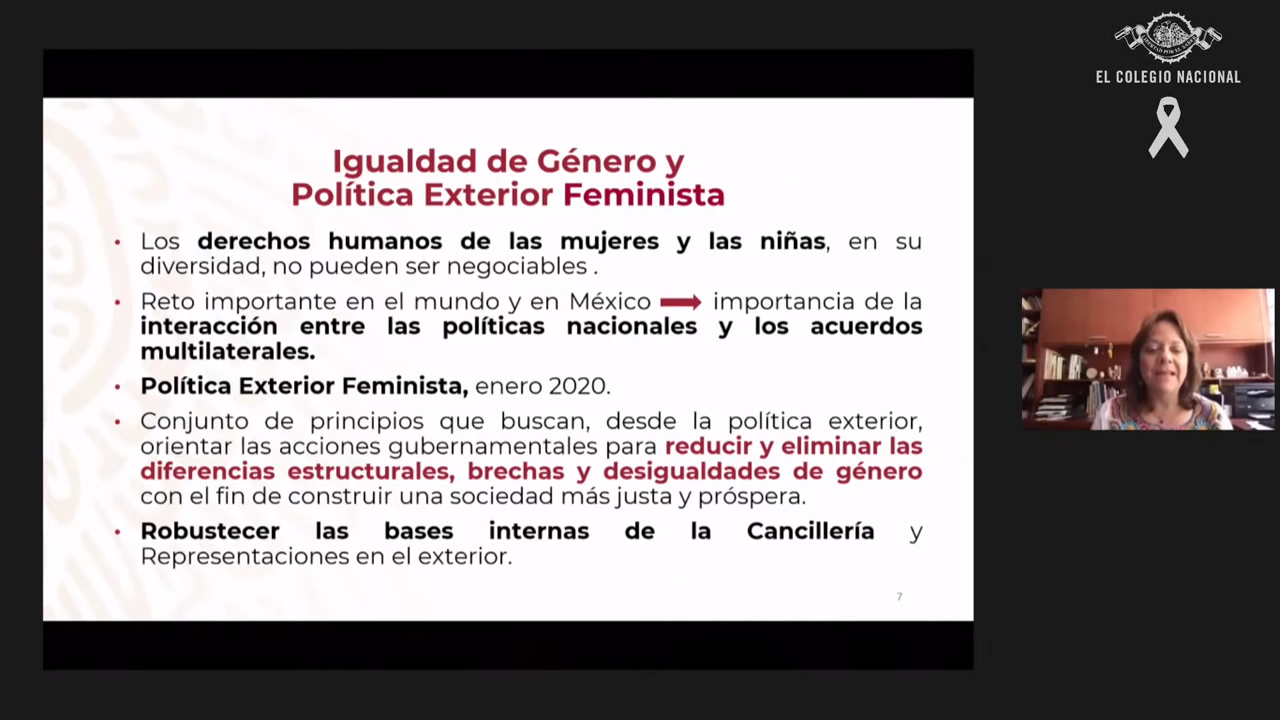 EL COLEGIO NACIONAL
Igualdad de Género y
Política Exterior Feminista
• Los derechos humanos de las mujeres y las niñas, en su
diversidad, no pueden ser negociables .
• Reto importante en el mundo y en México ➡ importancia de la
interacción entre las políticas nacionales y los acuerdos
multilaterales.
• Política Exterior Feminista, enero 2020.
• Conjunto de principios que buscan, desde la política exterior,
orientar las acciones gubernamentales para reducir y eliminar las
diferencias estructurales, brechas y desigualdades de género
con el fin de construir una sociedad más justa y próspera.
• Robustecer las bases internas de la Cancillería y
Representaciones en el exterior.
7